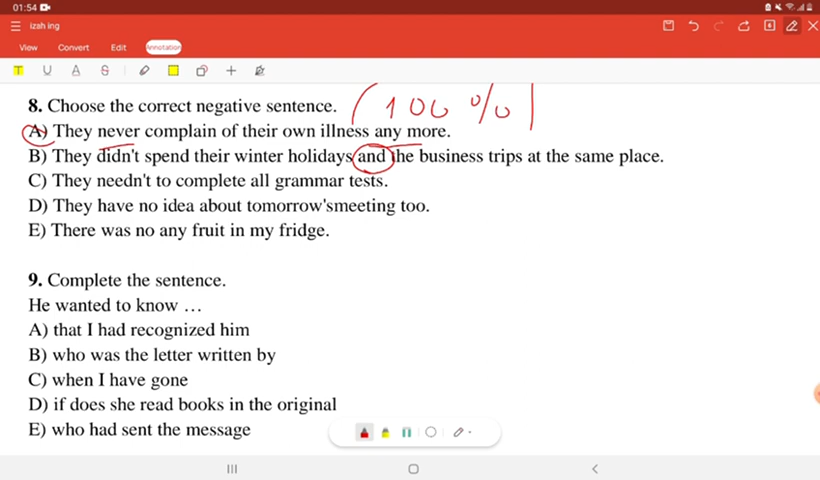 01:54
izah ing
View Convert Edit Annotation
8. Choose the correct negative sentence. (100%)
A) They never complain of their own illness any more.
B) They didn't spend their winter holidays and the business trips at the same place.
C) They needn't to complete all grammar tests.
D) They have no idea about tomorrow'smeeting too.
E) There was no any fruit in my fridge.
9. Complete the sentence.
He wanted to know …
A) that I had recognized him
B) who was the letter written by
C) when I have gone
D) if does she read books in the original
E) who had sent the message